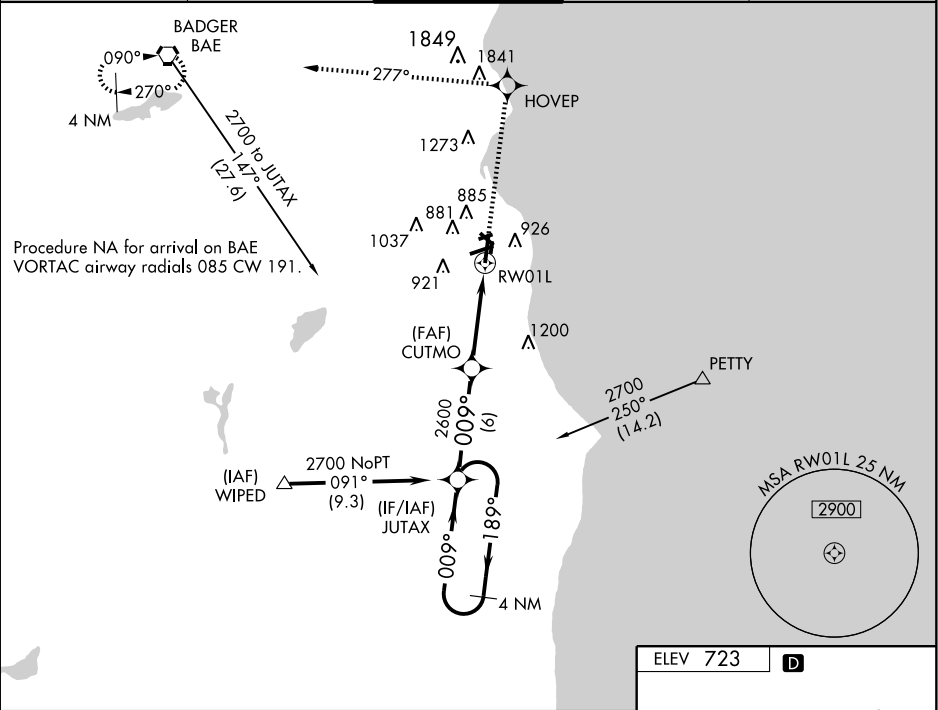 BADGER
BAE
090°
270°
4 NM
2700 to JUTAX
147°
(27.6)
1849
1841
277°
HOVEP
1273
885
881
1037
926
921
RW01L
Procedure NA for arrival on BAE
VORTAC airway radials 085 CW 191.
1200
(FAF)
CUTMO
PETTY
2700
250°
(14.2)
2600
009°
(6)
(IAF)
WIPED
2700 NoPT
091°
(9.3)
(IF/IAF)
JUTAX
009°
189°
4 NM
MSA RW01L 25 NM
2900
ELEV 723
D